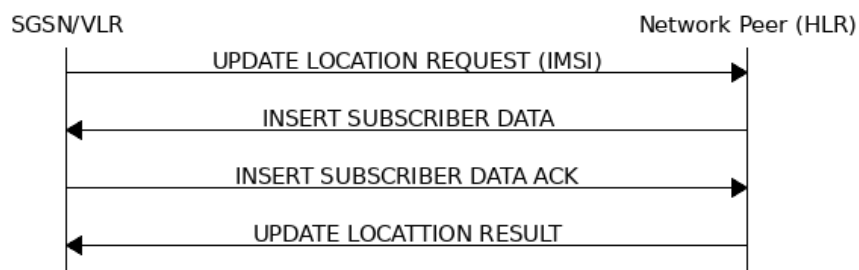 SGSN/VLR
Network Peer (HLR)
UPDATE LOCATION REQUEST (IMSI)
INSERT SUBSCRIBER DATA
INSERT SUBSCRIBER DATA ACK
UPDATE LOCATTION RESULT